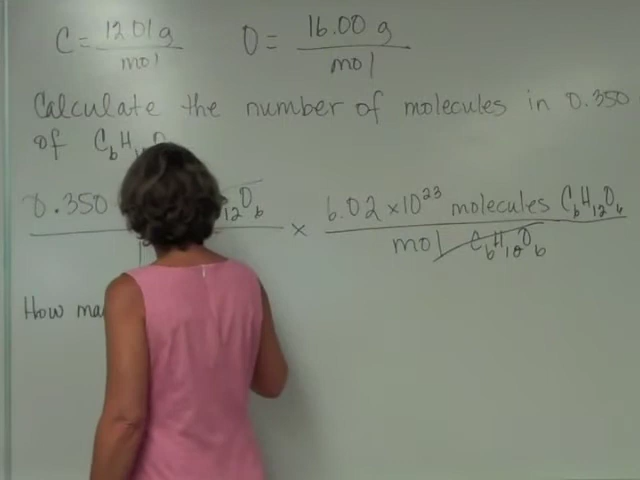 C = 12.01 g / mol O = 16.00 g / mol
Calculate the number of molecules in 0.350
of C6H
0.350 12O6 × 6.02 × 10^23 molecules C6H12O6 / mol C6H12O6
How ma